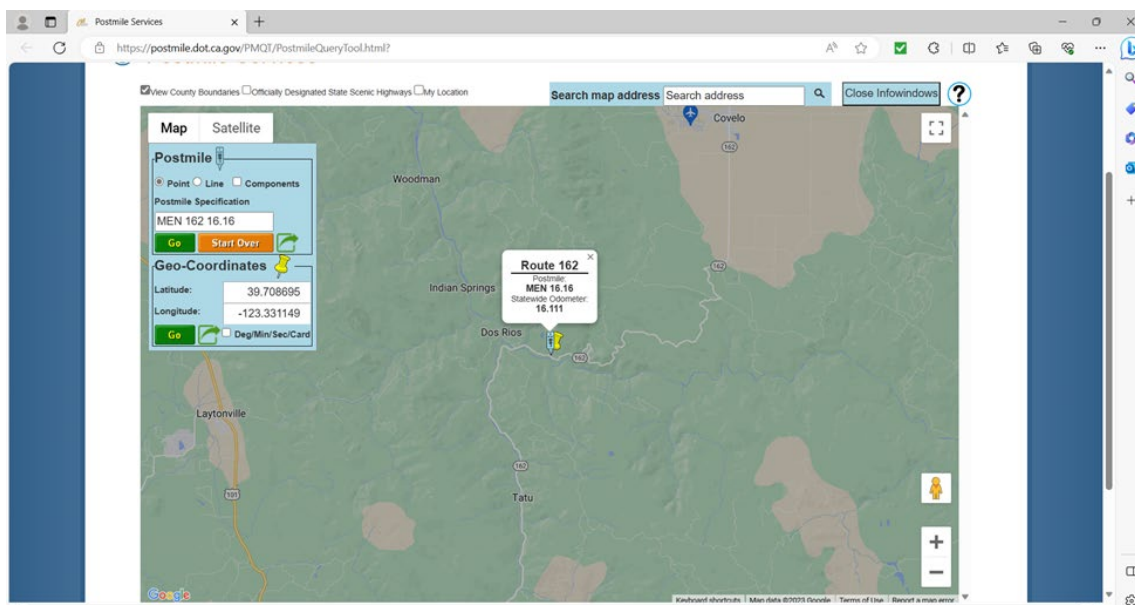 Postmile Services
https://postmile.dot.ca.gov/PMQT/PostmileQueryTool.html?
View County Boundaries Officially Designated State Scenic Highways My Location
Search map address Search address
Close Infowindows
?
Map Satellite
Covelo
162
Postmile
Point Line Components
Postmile Specification
MEN 162 16.16
Go Start Over
Woodman
Geo-Coordinates
Latitude: 39.708695
Longitude: -123.331149
Go Deg/Min/Sec/Card
Route 162
Postmile:
MEN 16.16
Statewide Odometer:
16.111
162
Indian Springs
Dos Rios
162
Laytonville
162
101
Tatu
Google
Keyboard shortcuts Map data ©2023 Google Terms of Use Report a map error